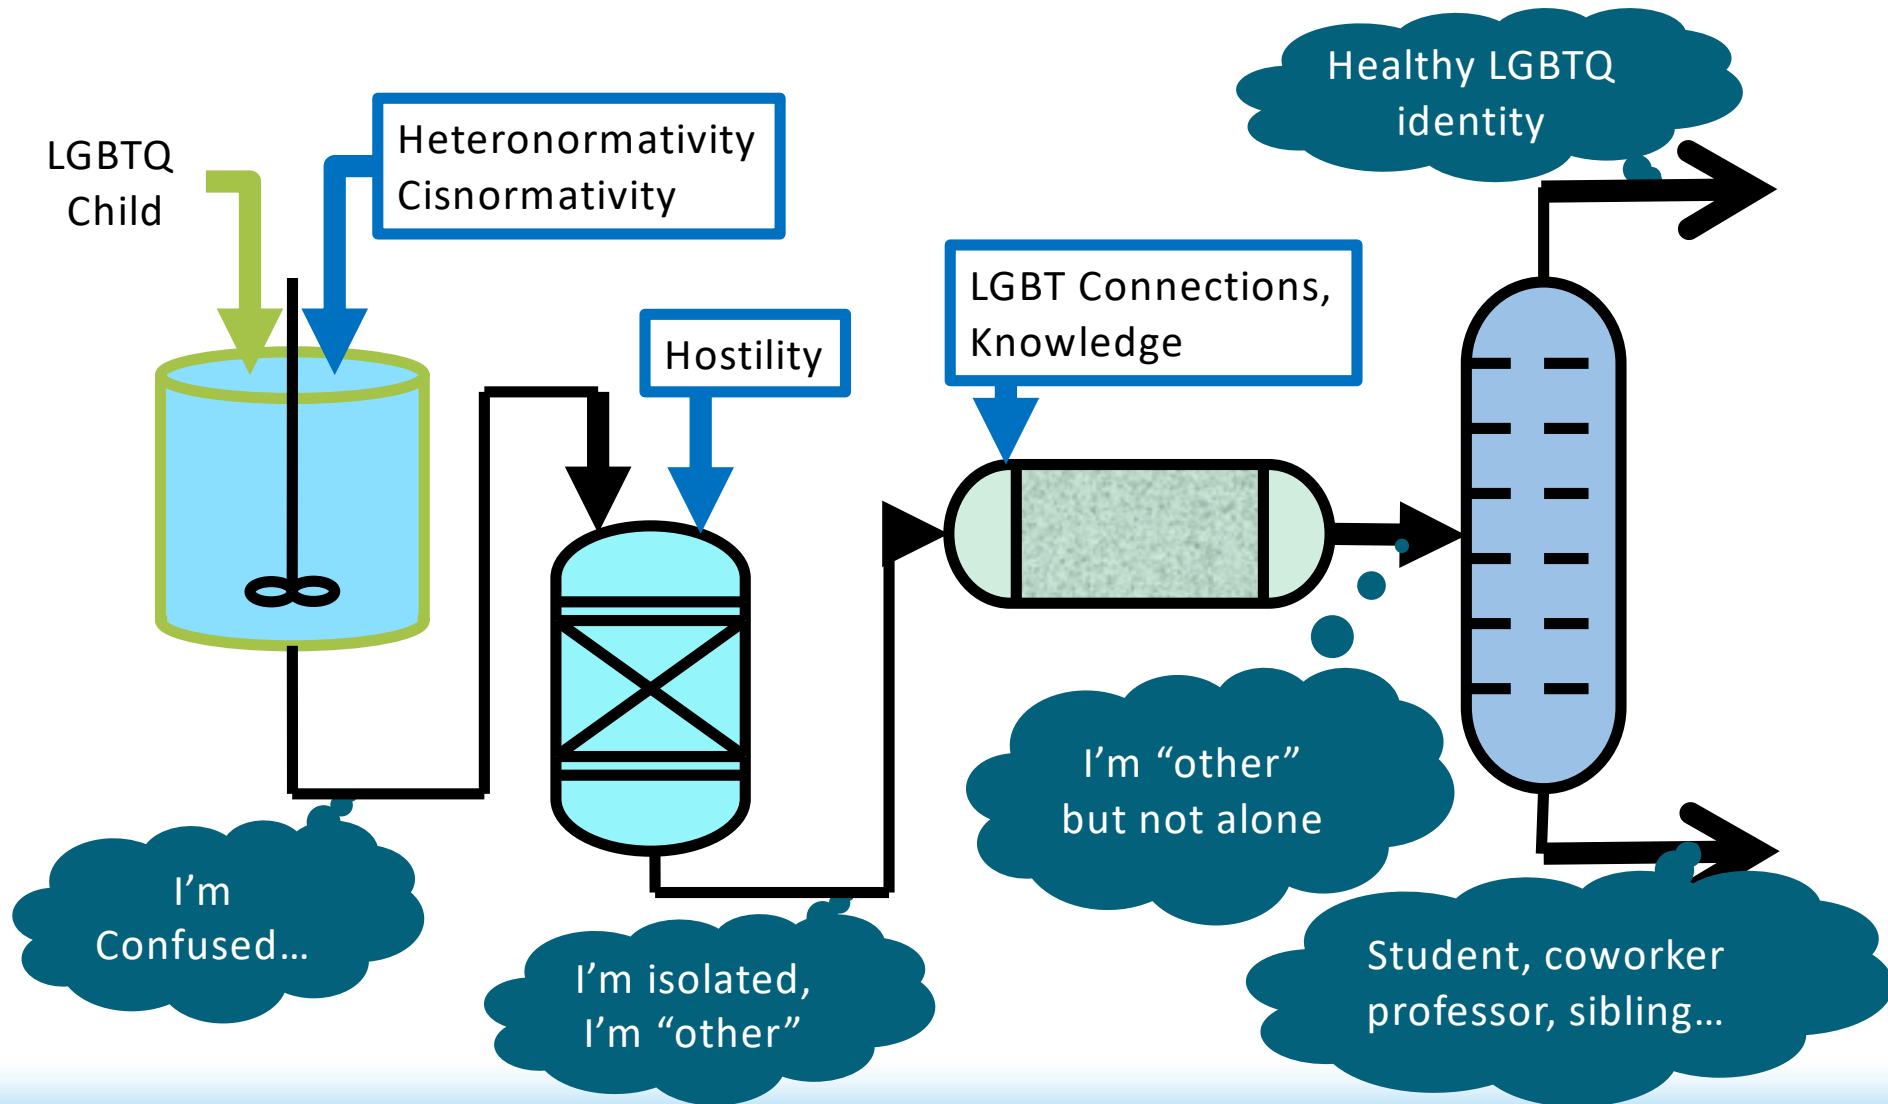 LGBTQ
Child
Heteronormativity
Cisnormativity
Hostility
LGBT Connections,
Knowledge
Healthy LGBTQ
identity
I’m
Confused…
I’m isolated,
I’m “other”
I’m “other”
but not alone
Student, coworker
professor, sibling…